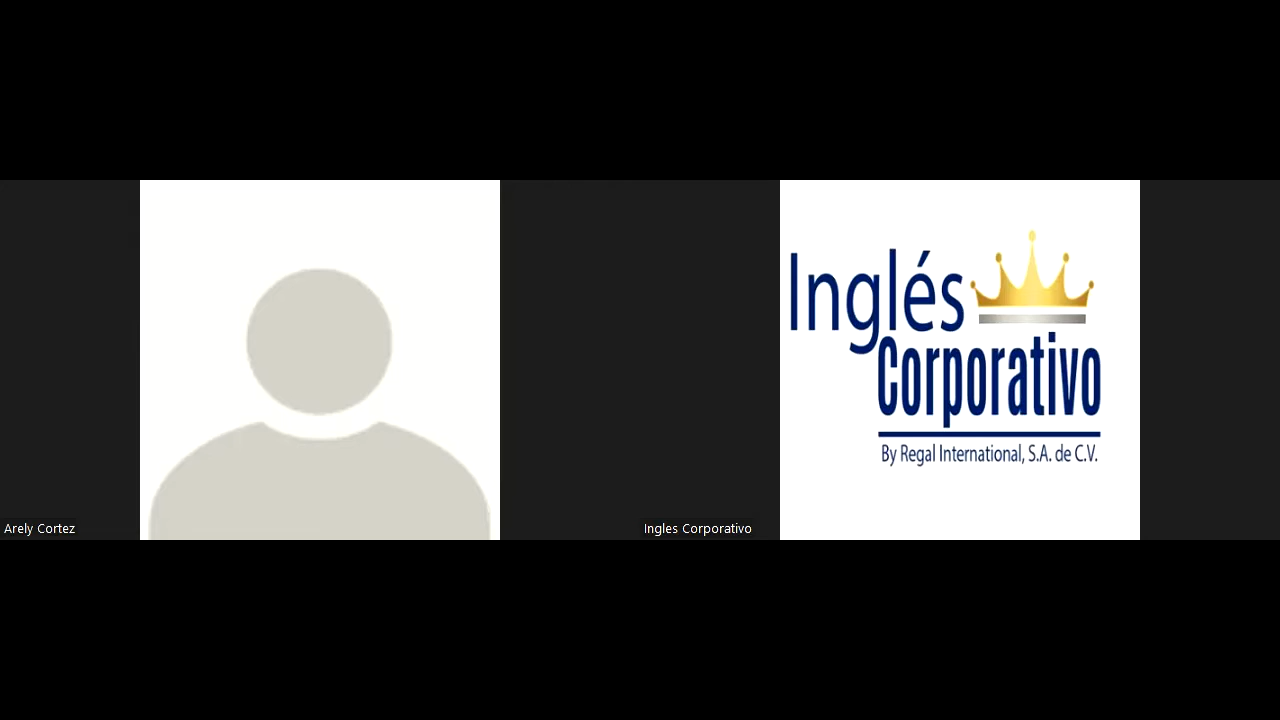 Inglés
Corporativo
By Regal International, S.A. de C.V.
Arely Cortez
Ingles Corporativo